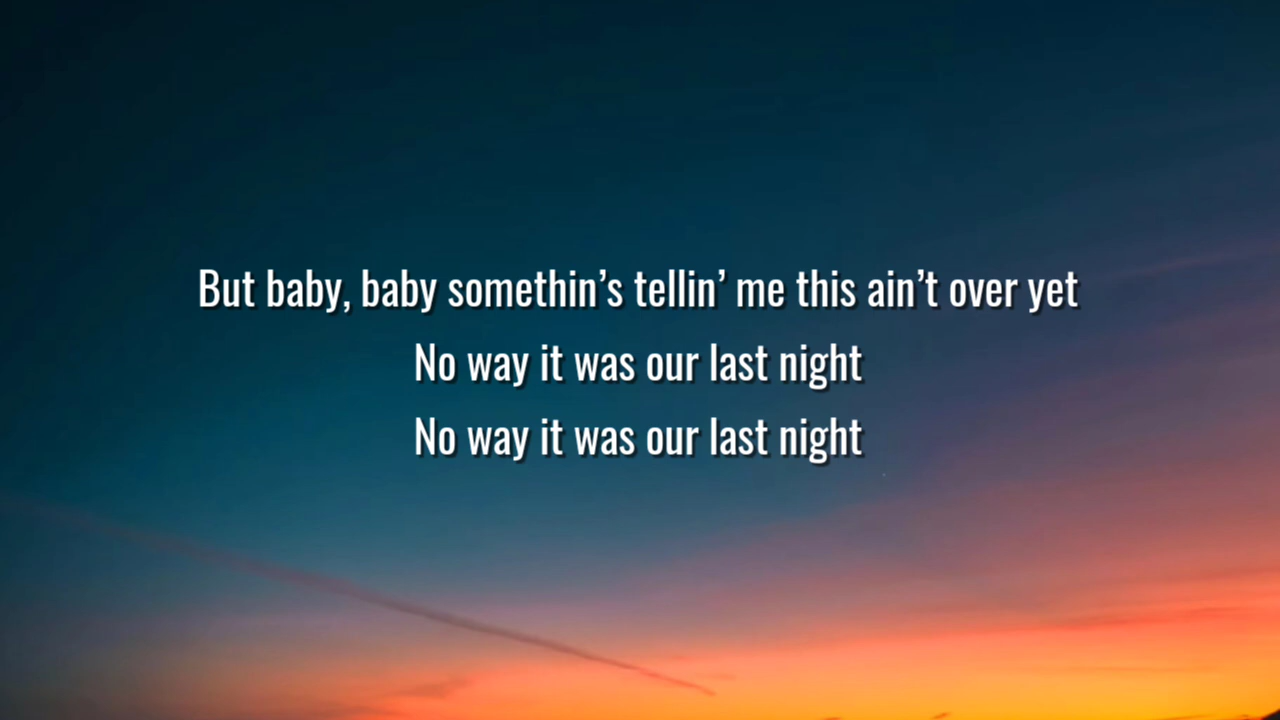 But baby, baby somethin’s tellin’ me this ain’t over yet
No way it was our last night
No way it was our last night